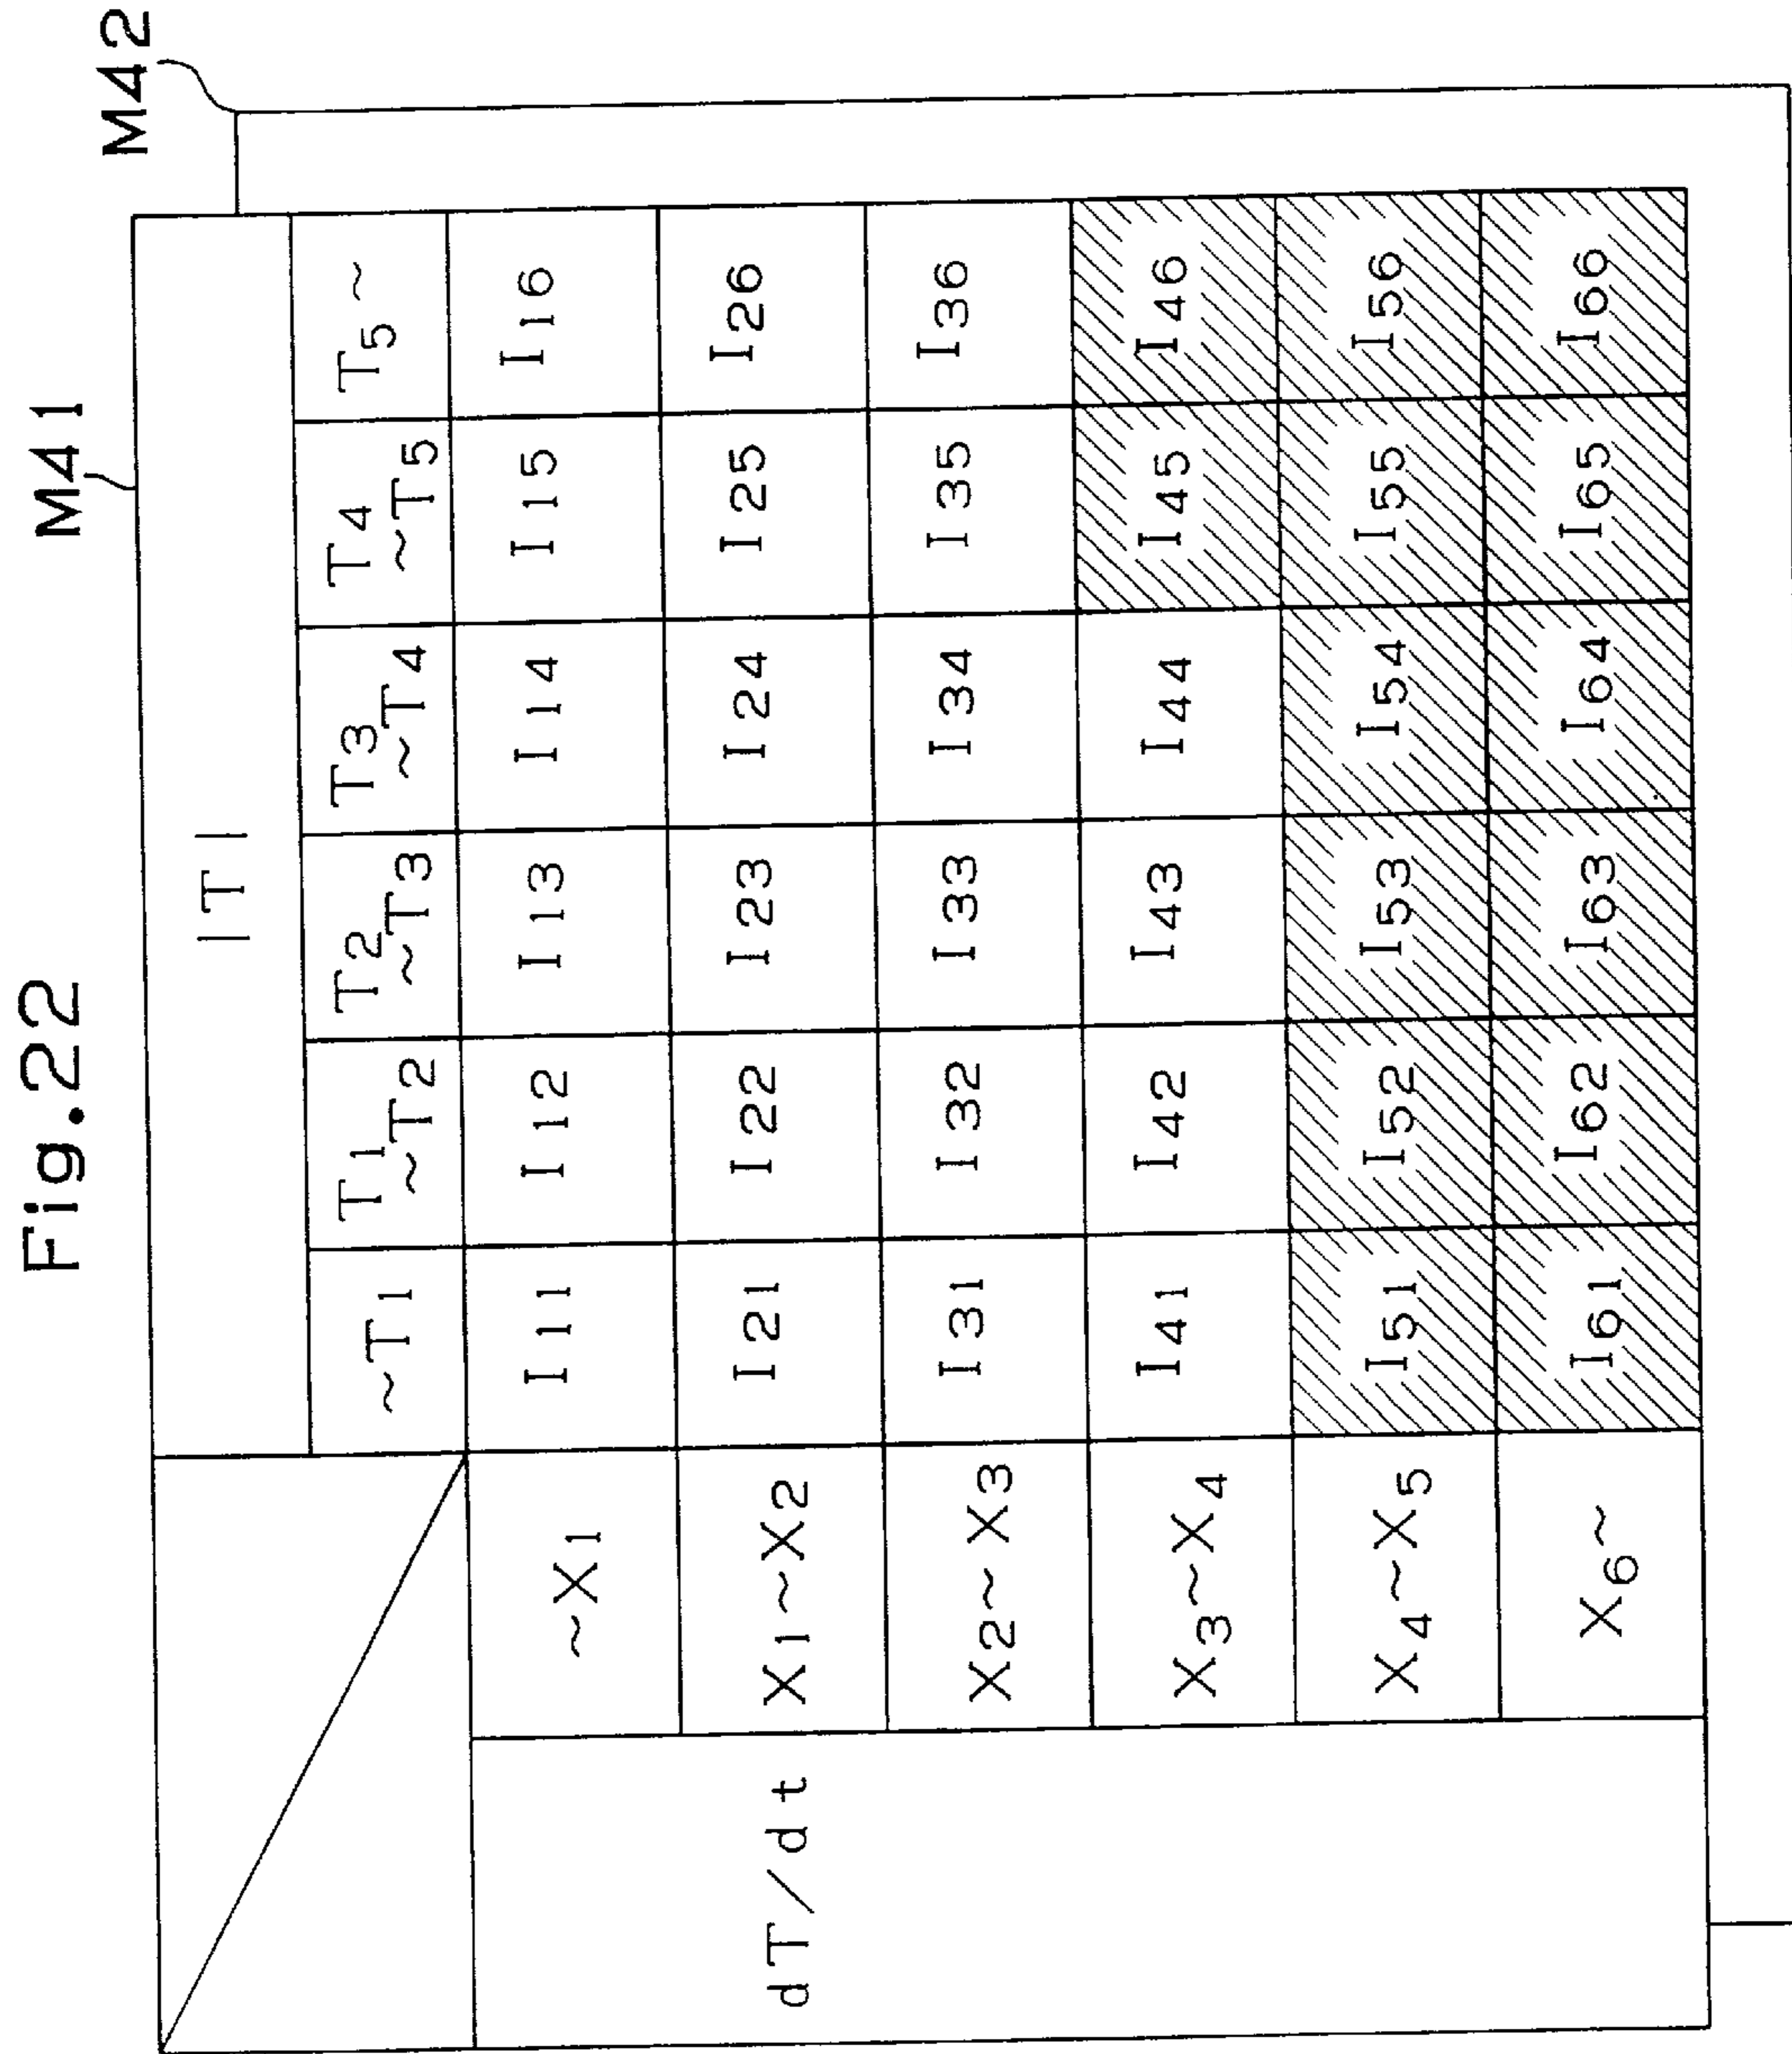 Fig.22
M41
M42
|T|
~T1 T1~T2 T2~T3 T3~T4 T4~T5 T5~
dT/dt
~X1 I11 I12 I13 I14 I15 I16
X1~X2 I21 I22 I23 I24 I25 I26
X2~X3 I31 I32 I33 I34 I35 I36
X3~X4 I41 I42 I43 I44 I45 I46
X4~X5 I51 I52 I53 I54 I55 I56
X6~ I61 I62 I63 I64 I65 I66